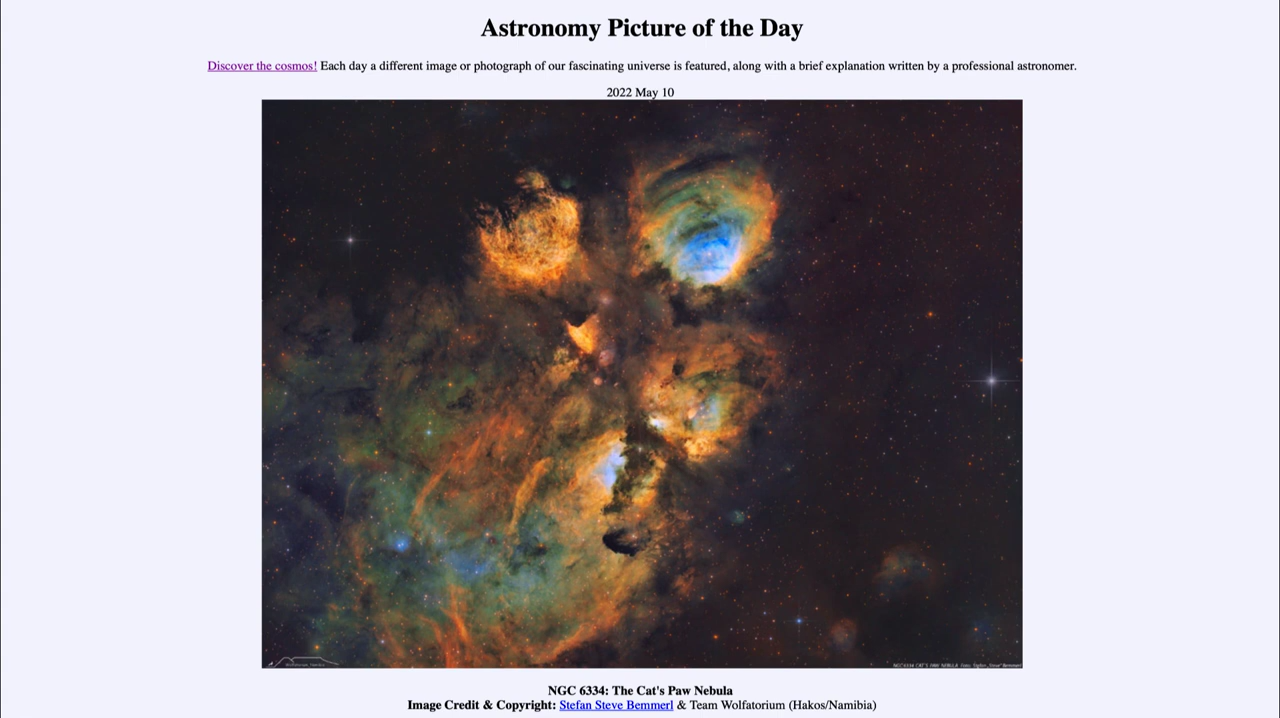 Astronomy Picture of the Day
Discover the cosmos! Each day a different image or photograph of our fascinating universe is featured, along with a brief explanation written by a professional astronomer.
2022 May 10
NGC 6334: The Cat's Paw Nebula
Image Credit & Copyright: Stefan Steve Bemmerl & Team Wolfatorium (Hakos/Namibia)